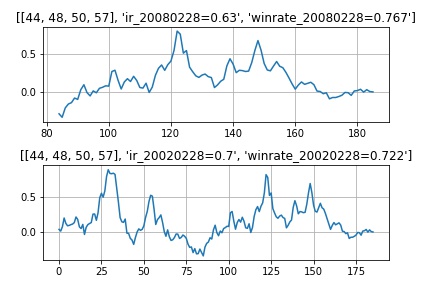 [[44, 48, 50, 57], 'ir_20080228=0.63', 'winrate_20080228=0.767']
0.5
0.0
80 100 120 140 160 180
[[44, 48, 50, 57], 'ir_20020228=0.7', 'winrate_20020228=0.722']
0.5
0.0
0 25 50 75 100 125 150 175